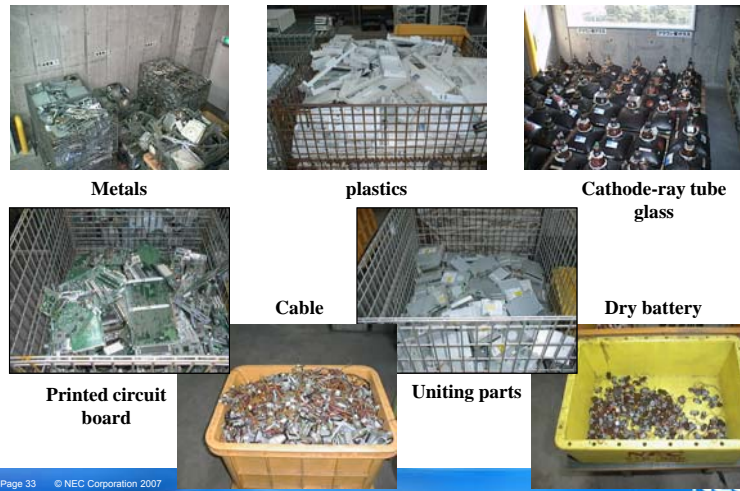 Metals
plastics
Cathode-ray tube
glass
Cable
Dry battery
Printed circuit
board
Uniting parts
Page 33 © NEC Corporation 2007